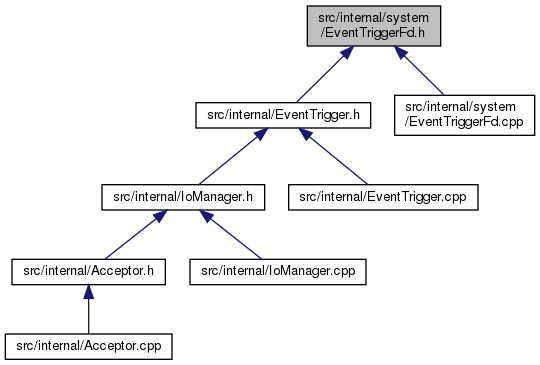 src/internal/system
/EventTriggerFd.h
src/internal/EventTrigger.h
src/internal/system
/EventTriggerFd.cpp
src/internal/IoManager.h
src/internal/EventTrigger.cpp
src/internal/Acceptor.h
src/internal/IoManager.cpp
src/internal/Acceptor.cpp